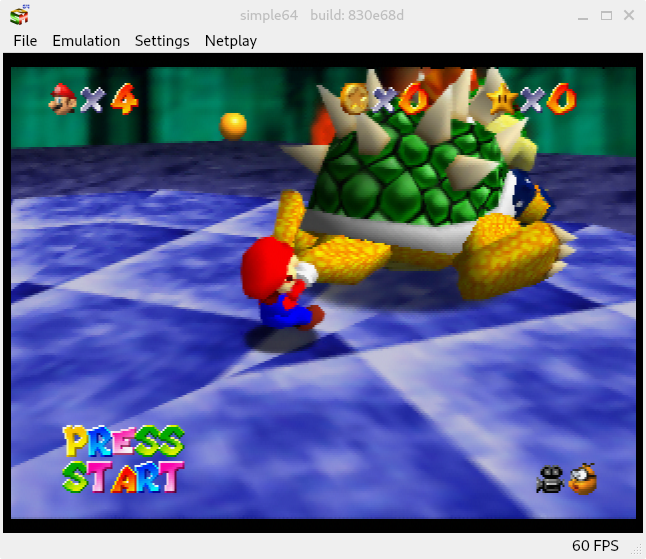 simple64 build: 830e68d
File Emulation Settings Netplay
×4 ×0 ×0
PRESS
START
60 FPS